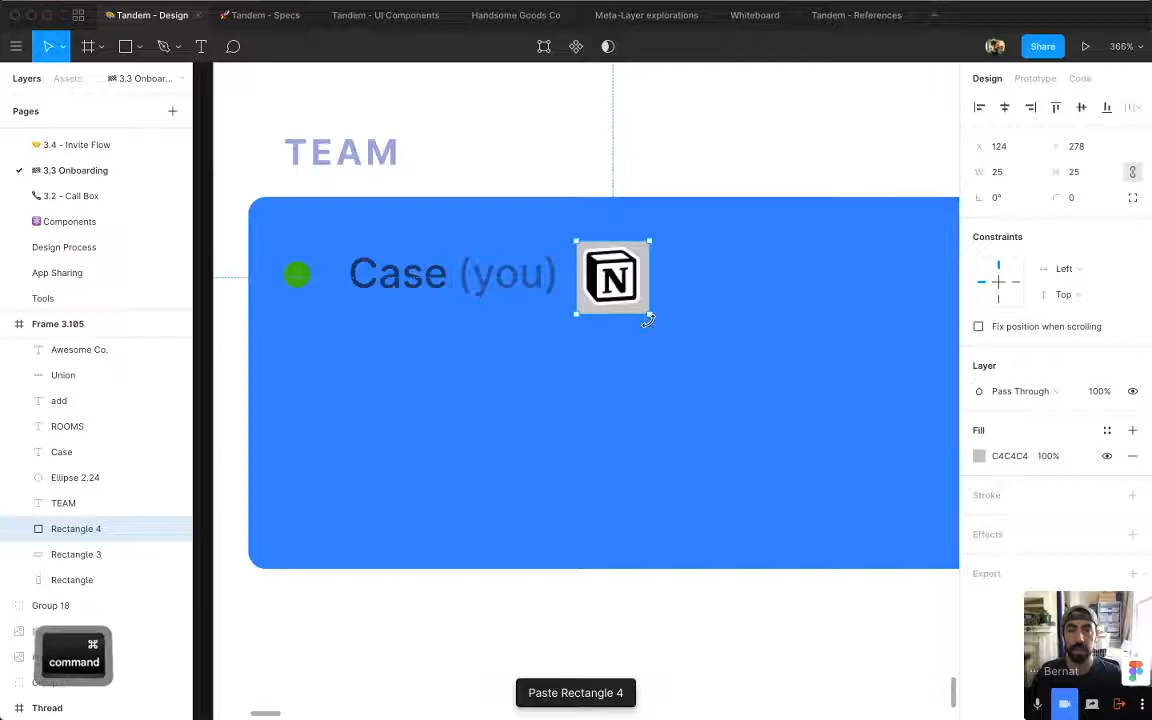 Tandem - Design
Tandem - Specs
Tandem - UI Components
Handsome Goods Co
Meta-Layer explorations
Whiteboard
Tandem - References
Share
366%
Layers
Assets
3.3 Onboar...
Pages
3.4 - Invite Flow
3.3 Onboarding
3.2 - Call Box
Components
Design Process
App Sharing
Tools
Frame 3.105
Awesome Co.
Union
add
ROOMS
Case
Ellipse 2.24
TEAM
Rectangle 4
Rectangle 3
Rectangle
Group 18
Thread
⌘
command
TEAM
Case (you)
N
Paste Rectangle 4
Design
Prototype
Code
X 124
Y 278
W 25
H 25
0°
0
Constraints
Left
Top
Fix position when scrolling
Layer
Pass Through
100%
Fill
C4C4C4 100%
Stroke
Effects
Export
Bernat